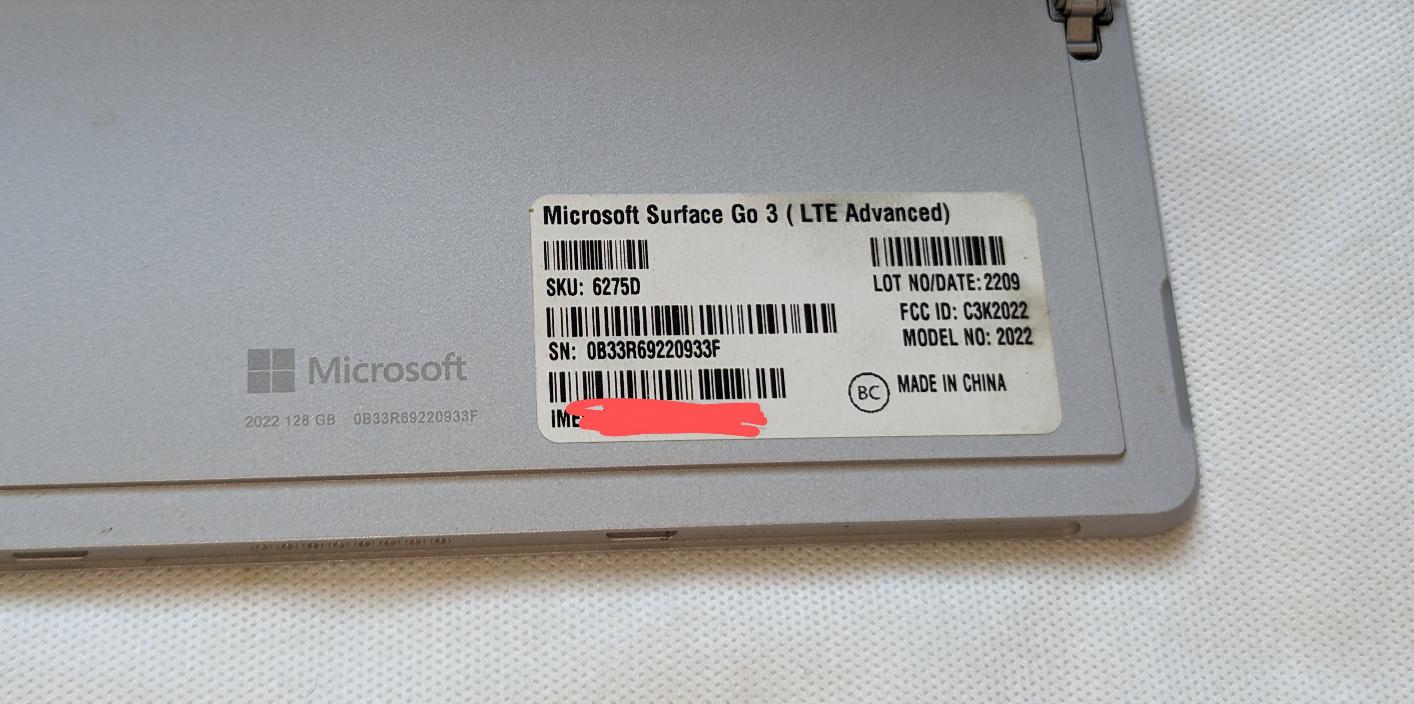 Microsoft Surface Go 3 ( LTE Advanced)
SKU: 6275D
LOT NO/DATE: 2209
FCC ID: C3K2022
MODEL NO: 2022
SN: 0B33R69220933F
BC MADE IN CHINA
IME
Microsoft
2022 128 GB 0B33R69220933F